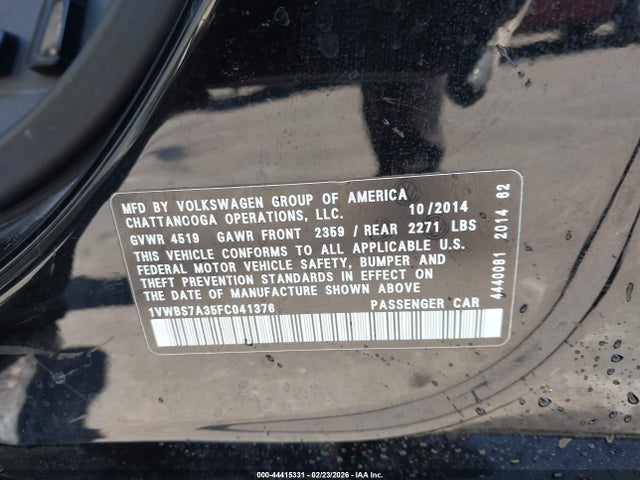 MFD BY VOLKSWAGEN GROUP OF AMERICA
CHATTANOOGA OPERATIONS, LLC. 10/2014
GVWR 4519 GAWR FRONT 2359 / REAR 2271 LBS
THIS VEHICLE CONFORMS TO ALL APPLICABLE U.S.
FEDERAL MOTOR VEHICLE SAFETY, BUMPER AND
THEFT PREVENTION STANDARDS IN EFFECT ON
THE DATE OF MANUFACTURE SHOWN ABOVE
1VWBS7A35FC041376 PASSENGER CAR
4440081 2014 62
000-44415331 - 02/23/2026 - IAAI.com